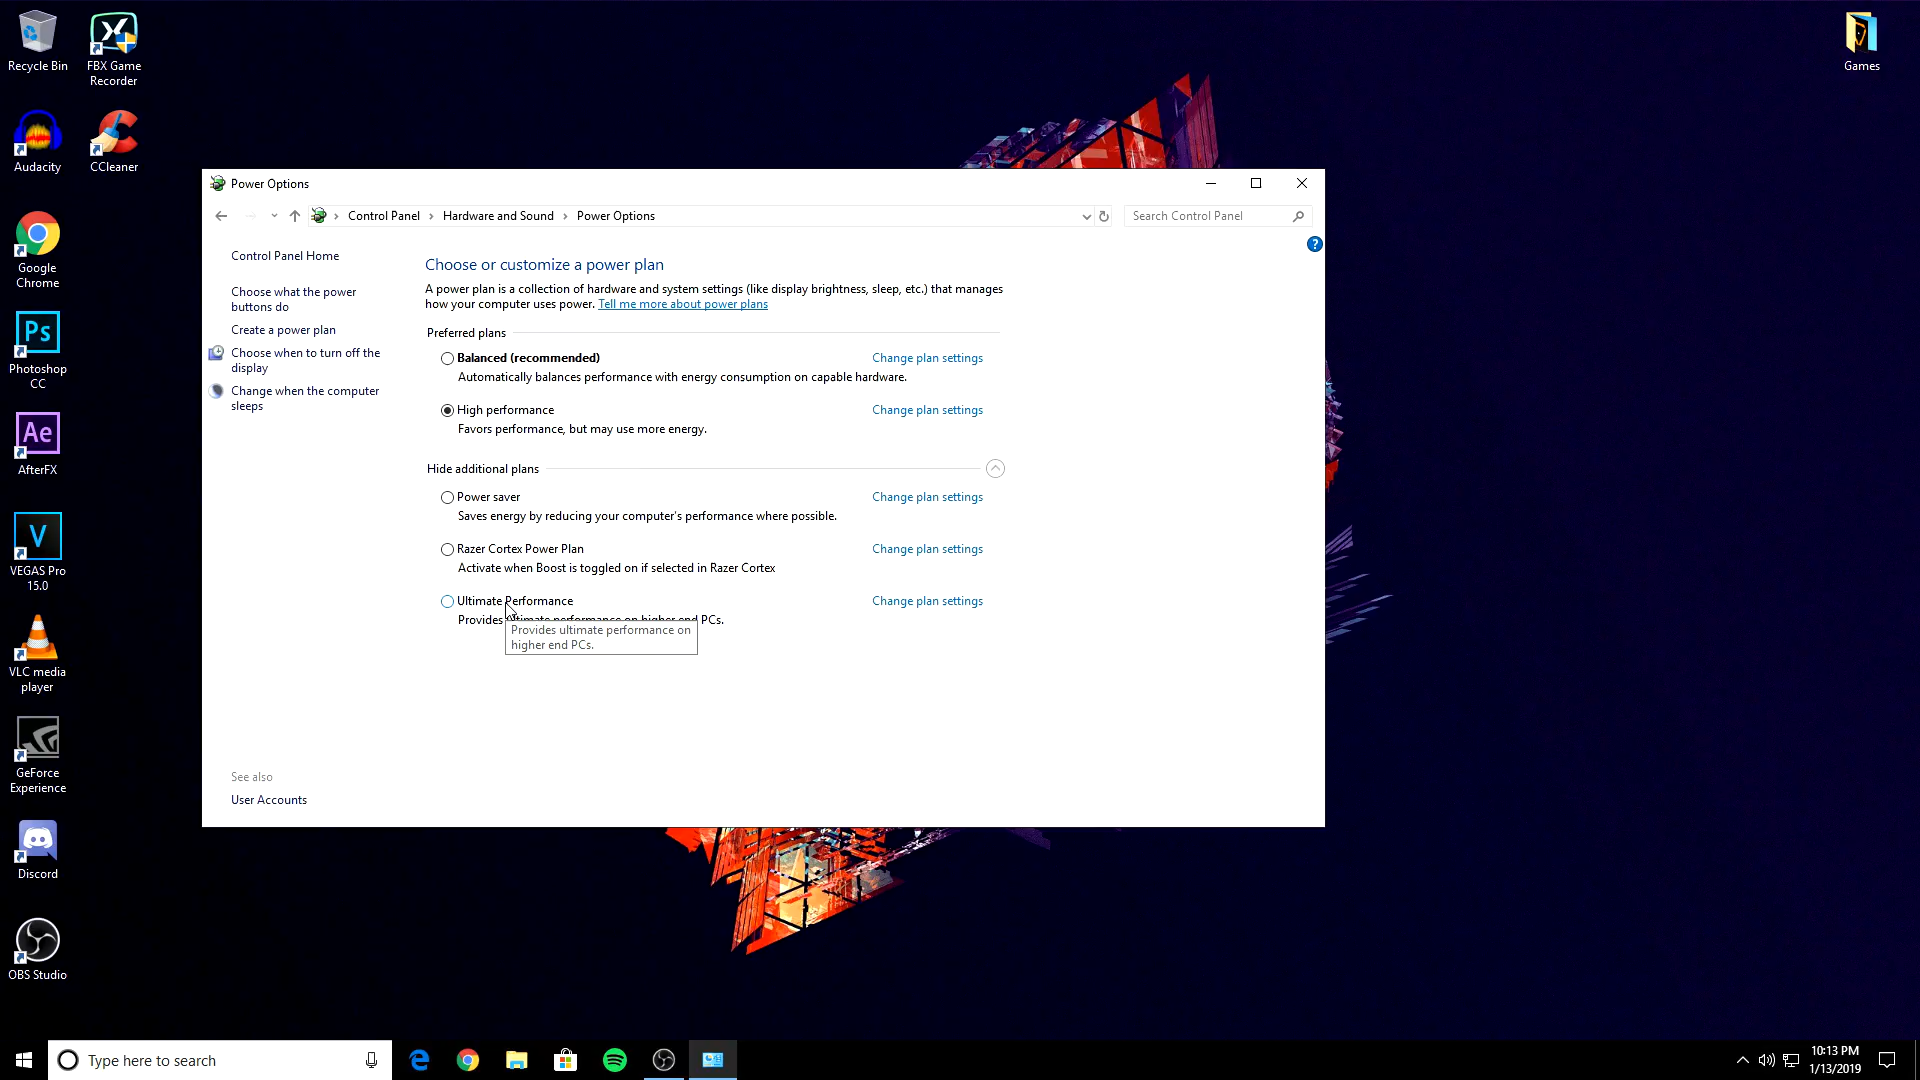 Recycle Bin
FBX Game
Recorder
Audacity
CCleaner
Google
Chrome
Ps
Photoshop
CC
Ae
AfterFX
V
VEGAS Pro
15.0
VLC media
player
GeForce
Experience
Discord
OBS Studio
Games
Power Options
Control Panel > Hardware and Sound > Power Options
Search Control Panel
?
Control Panel Home
Choose what the power
buttons do
Create a power plan
Choose when to turn off the
display
Change when the computer
sleeps
See also
User Accounts
Choose or customize a power plan
A power plan is a collection of hardware and system settings (like display brightness, sleep, etc.) that manages
how your computer uses power. Tell me more about power plans
Preferred plans
Balanced (recommended) Change plan settings
Automatically balances performance with energy consumption on capable hardware.
High performance Change plan settings
Favors performance, but may use more energy.
Hide additional plans
Power saver Change plan settings
Saves energy by reducing your computer's performance where possible.
Razer Cortex Power Plan Change plan settings
Activate when Boost is toggled on if selected in Razer Cortex
Ultimate Performance Change plan settings
Provides ultimate performance on higher end PCs.
Provides ultimate performance on
higher end PCs.
Type here to search
10:13 PM
1/13/2019